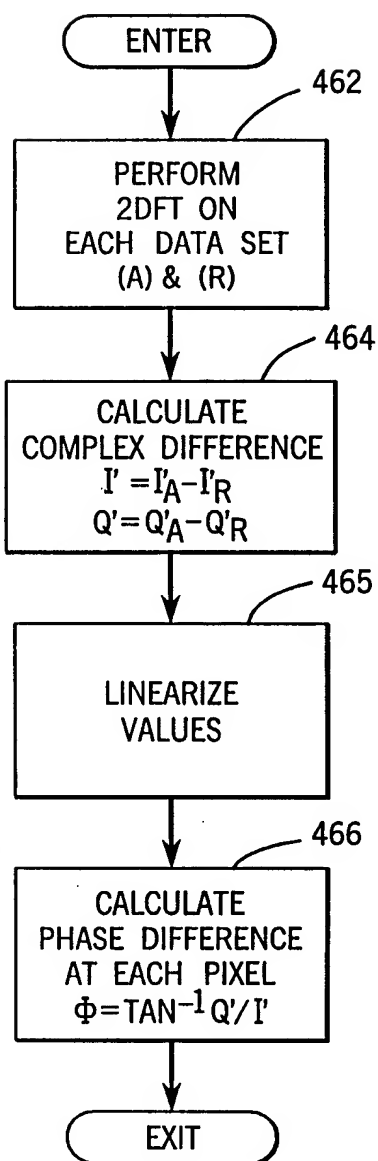 ENTER
462
PERFORM
2DFT ON
EACH DATA SET
(A) & (R)
464
CALCULATE
COMPLEX DIFFERENCE
I' = I'A - I'R
Q' = Q'A - Q'R
465
LINEARIZE
VALUES
466
CALCULATE
PHASE DIFFERENCE
AT EACH PIXEL
Φ = TAN⁻¹ Q'/I'
EXIT